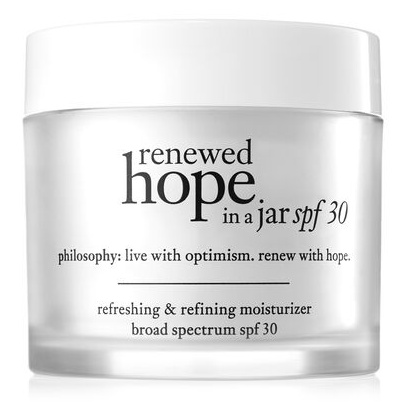 renewed
hope
in a jar spf 30
philosophy: live with optimism. renew with hope.
refreshing & refining moisturizer
broad spectrum spf 30